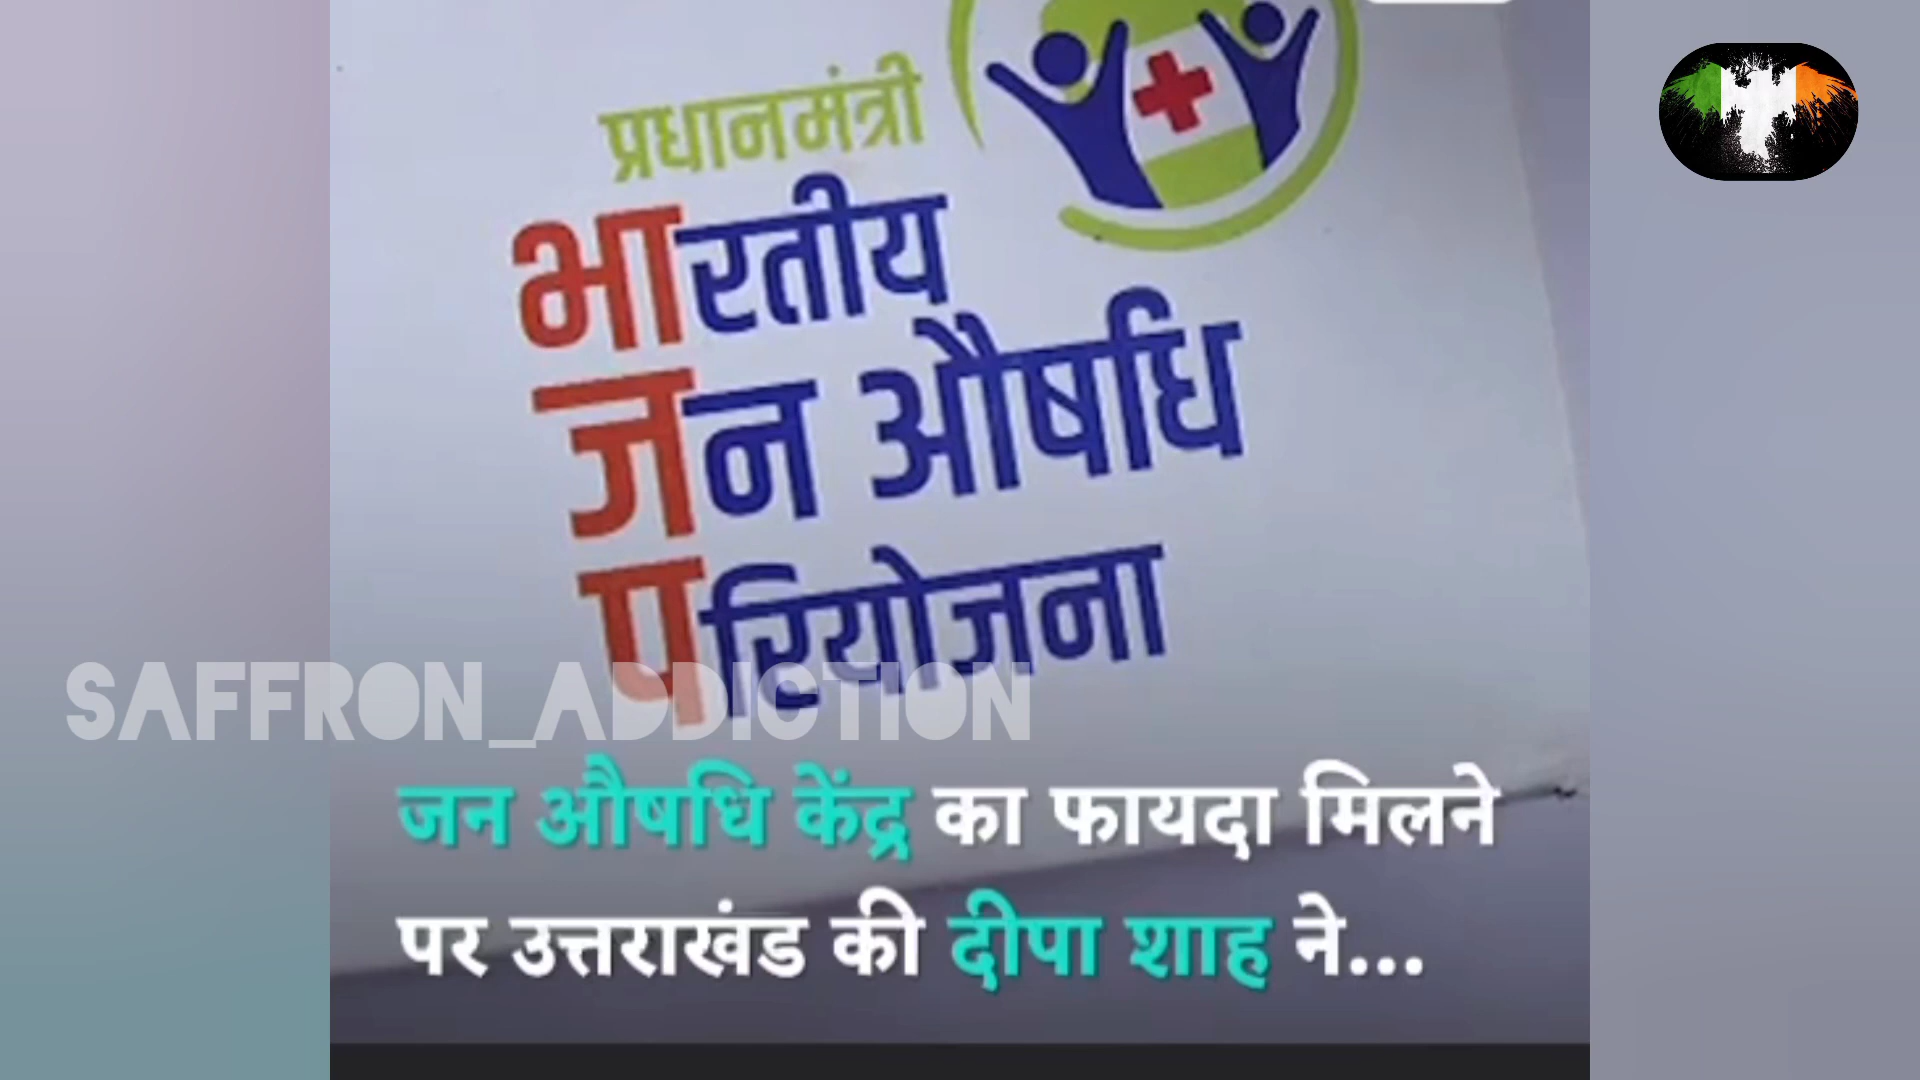 प्रधानमंत्री
भारतीय
जन औषधि
परियोजना
SAFFRON_ADDICTION
जन औषधि केंद्र का फायदा मिलने
पर उत्तराखंड की दीपा शाह ने...